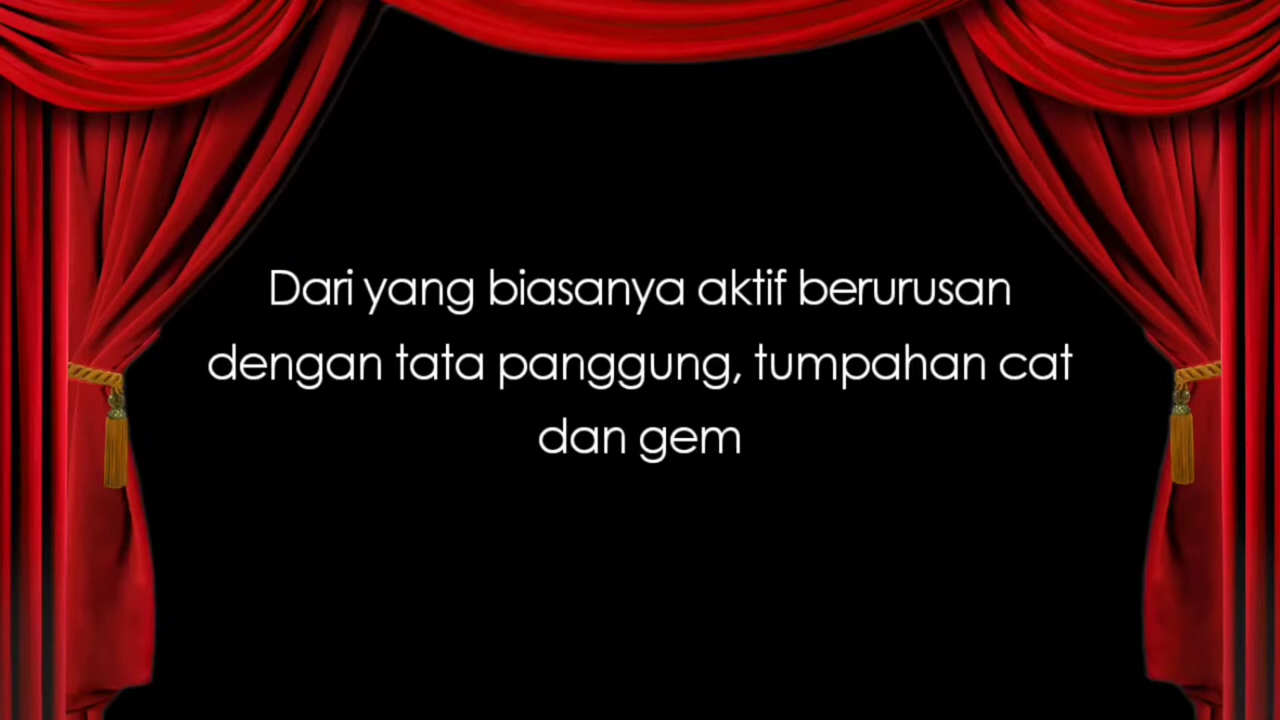 Dari yang biasanya aktif berurusan
dengan tata panggung, tumpahan cat
dan gem